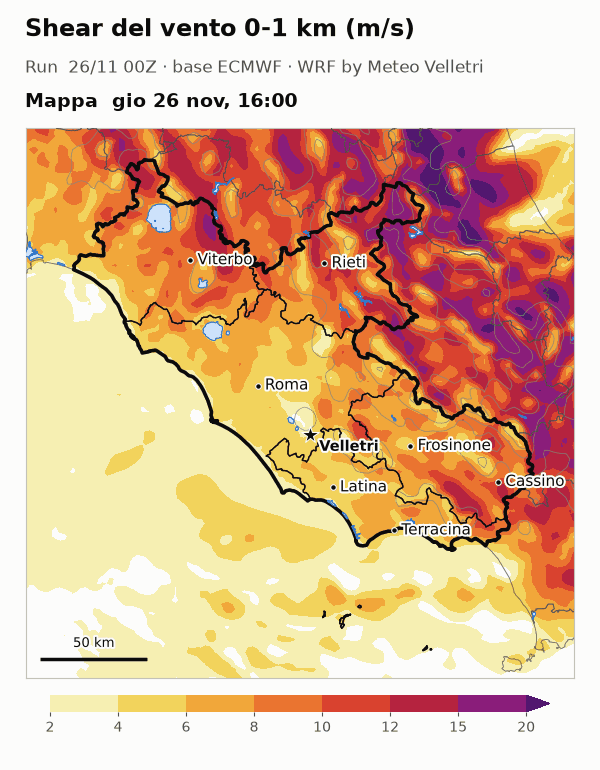 Shear del vento 0-1 km (m/s)
Run  26/11 00Z · base ECMWF · WRF by Meteo Velletri
Mappa  gio 26 nov, 16:00
Viterbo
Rieti
Roma
Velletri
Frosinone
Latina
Cassino
Terracina
50 km
2 4 6 8 10 12 15 20